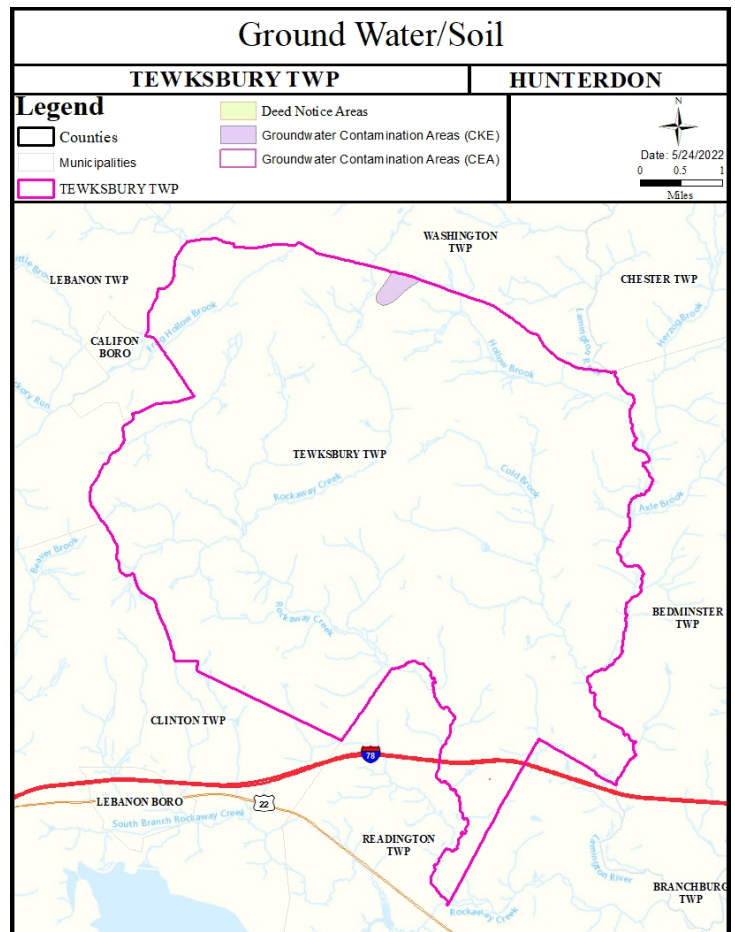 Ground Water/Soil
TEWKSBURY TWP
HUNTERDON
Legend
Counties
Municipalities
TEWKSBURY TWP
Deed Notice Areas
Groundwater Contamination Areas (CKE)
Groundwater Contamination Areas (CEA)
N
Date: 5/24/2022
0 0.5 1
Miles
WASHINGTON
TWP
LEBANON TWP
CHESTER TWP
CALIFON
BORO
Frog Hollow Brook
Herzog Brook
Hollow Brook
TEWKSBURY TWP
Rockaway Creek
Cold Brook
Axle Brook
Beaver Brook
Rockaway Creek
BEDMINSTER
TWP
CLINTON TWP
78
LEBANON BORO
22
South Branch Rockaway Creek
READINGTON
TWP
Lamington River
BRANCHBURG
TWP
Rockaway Creek